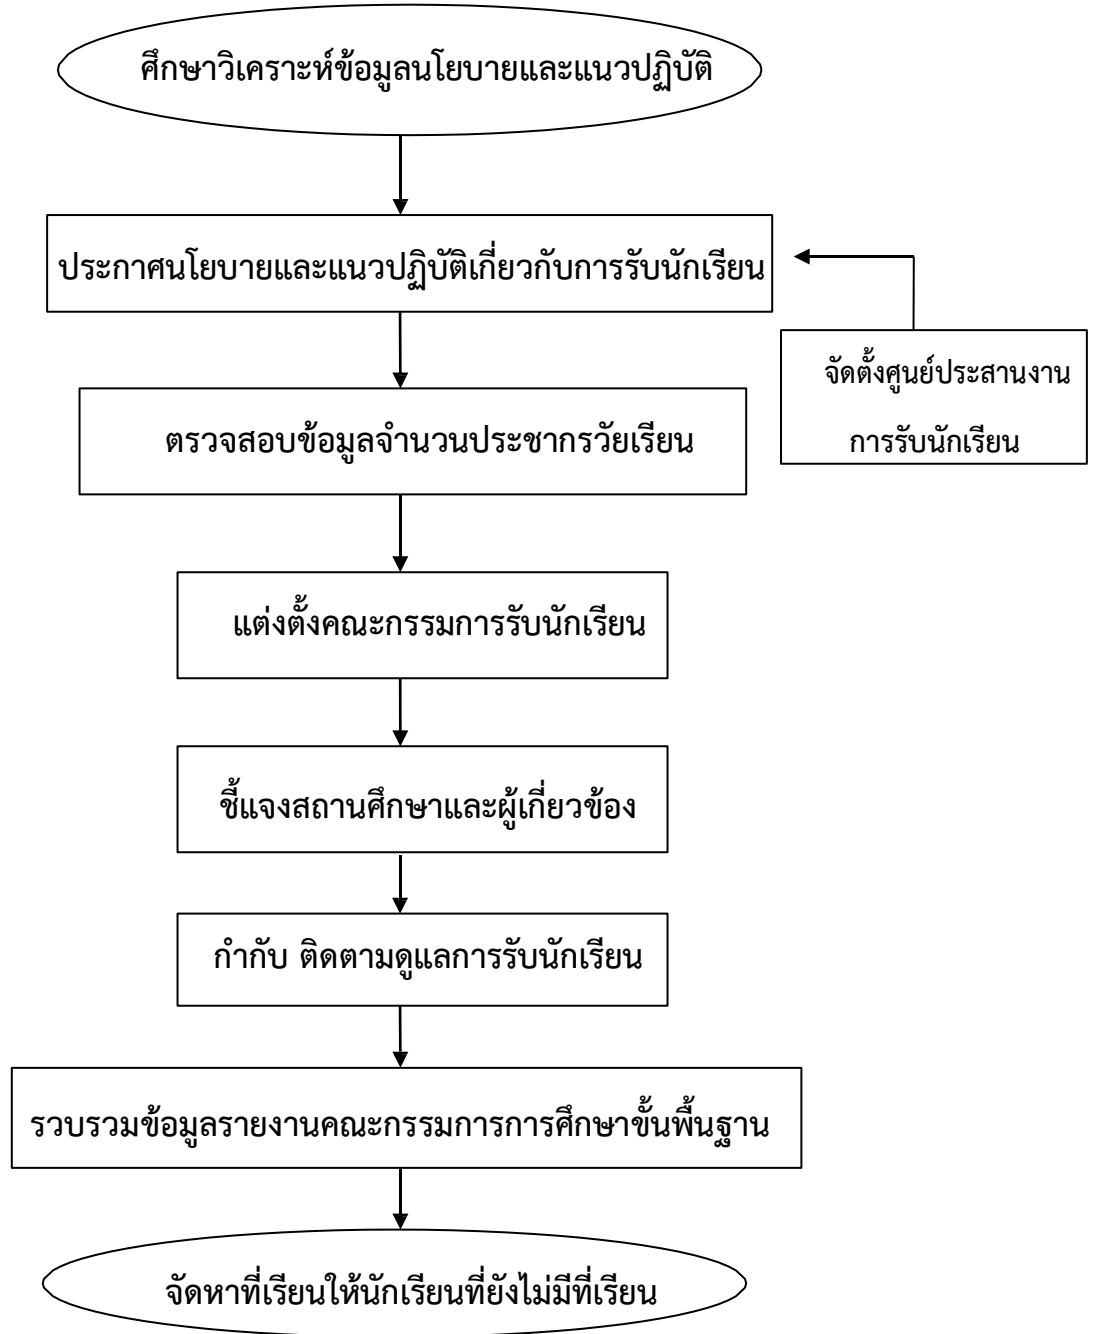 ศึกษาวิเคราะห์ข้อมูลนโยบายและแนวปฏิบัติ
ประกาศนโยบายและแนวปฏิบัติเกี่ยวกับการรับนักเรียน
จัดตั้งศูนย์ประสานงาน
การรับนักเรียน
ตรวจสอบข้อมูลจำนวนประชากรวัยเรียน
แต่งตั้งคณะกรรมการรับนักเรียน
ชี้แจงสถานศึกษาและผู้เกี่ยวข้อง
กำกับ ติดตามดูแลการรับนักเรียน
รวบรวมข้อมูลรายงานคณะกรรมการการศึกษาขั้นพื้นฐาน
จัดหาที่เรียนให้นักเรียนที่ยังไม่มีที่เรียน